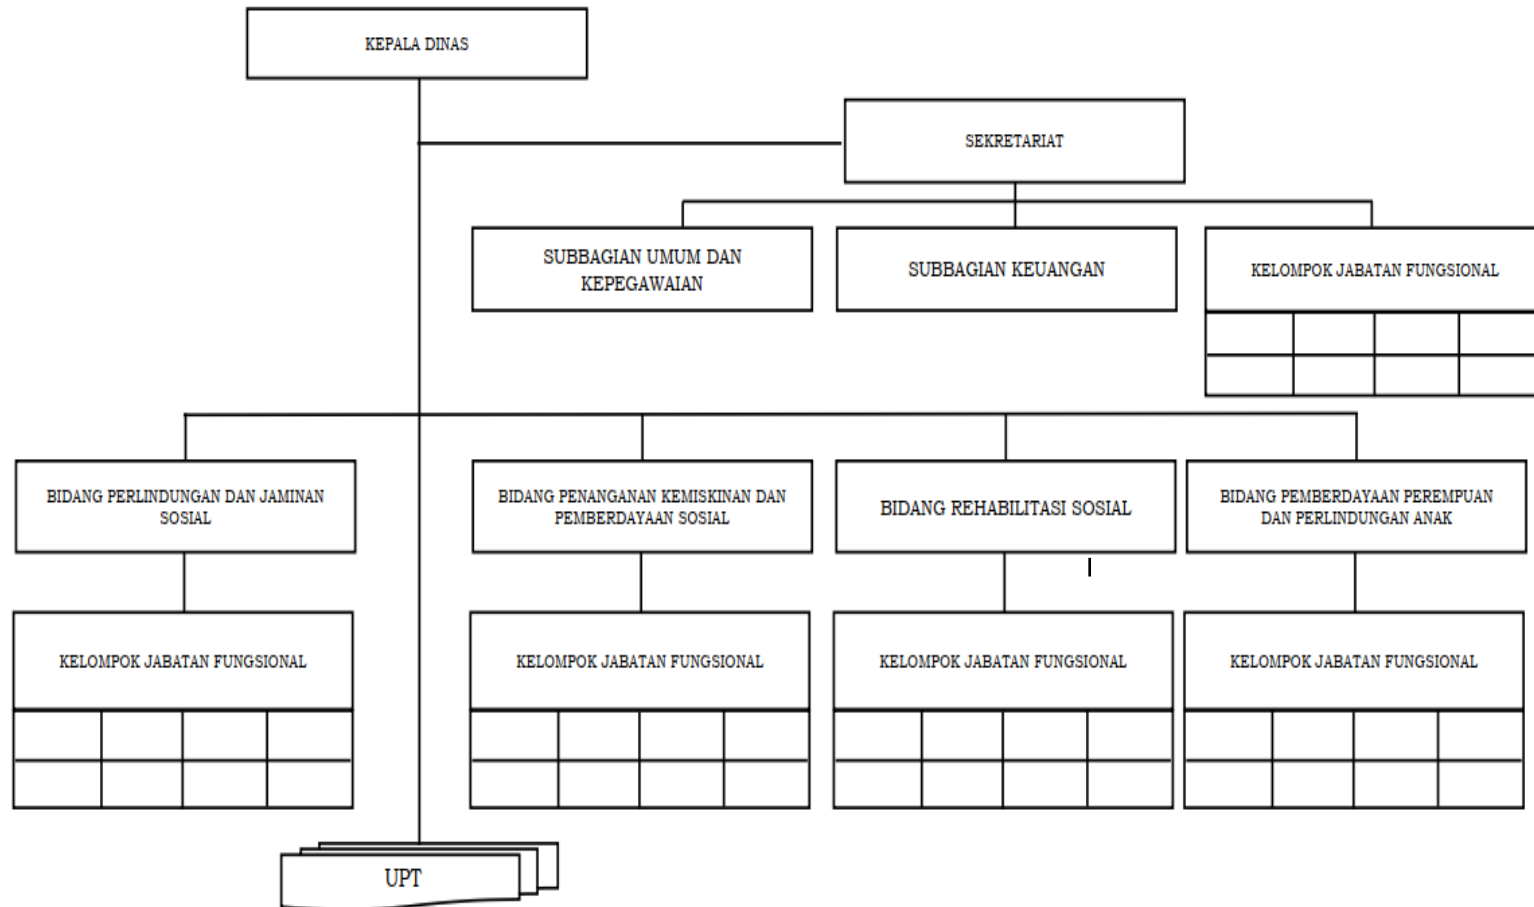 KEPALA DINAS
SEKRETARIAT
SUBBAGIAN UMUM DAN
KEPEGAWAIAN
SUBBAGIAN KEUANGAN
KELOMPOK JABATAN FUNGSIONAL
BIDANG PERLINDUNGAN DAN JAMINAN
SOSIAL
BIDANG PENANGANAN KEMISKINAN DAN
PEMBERDAYAAN SOSIAL
BIDANG REHABILITASI SOSIAL
BIDANG PEMBERDAYAAN PEREMPUAN
DAN PERLINDUNGAN ANAK
KELOMPOK JABATAN FUNGSIONAL
KELOMPOK JABATAN FUNGSIONAL
KELOMPOK JABATAN FUNGSIONAL
KELOMPOK JABATAN FUNGSIONAL
UPT